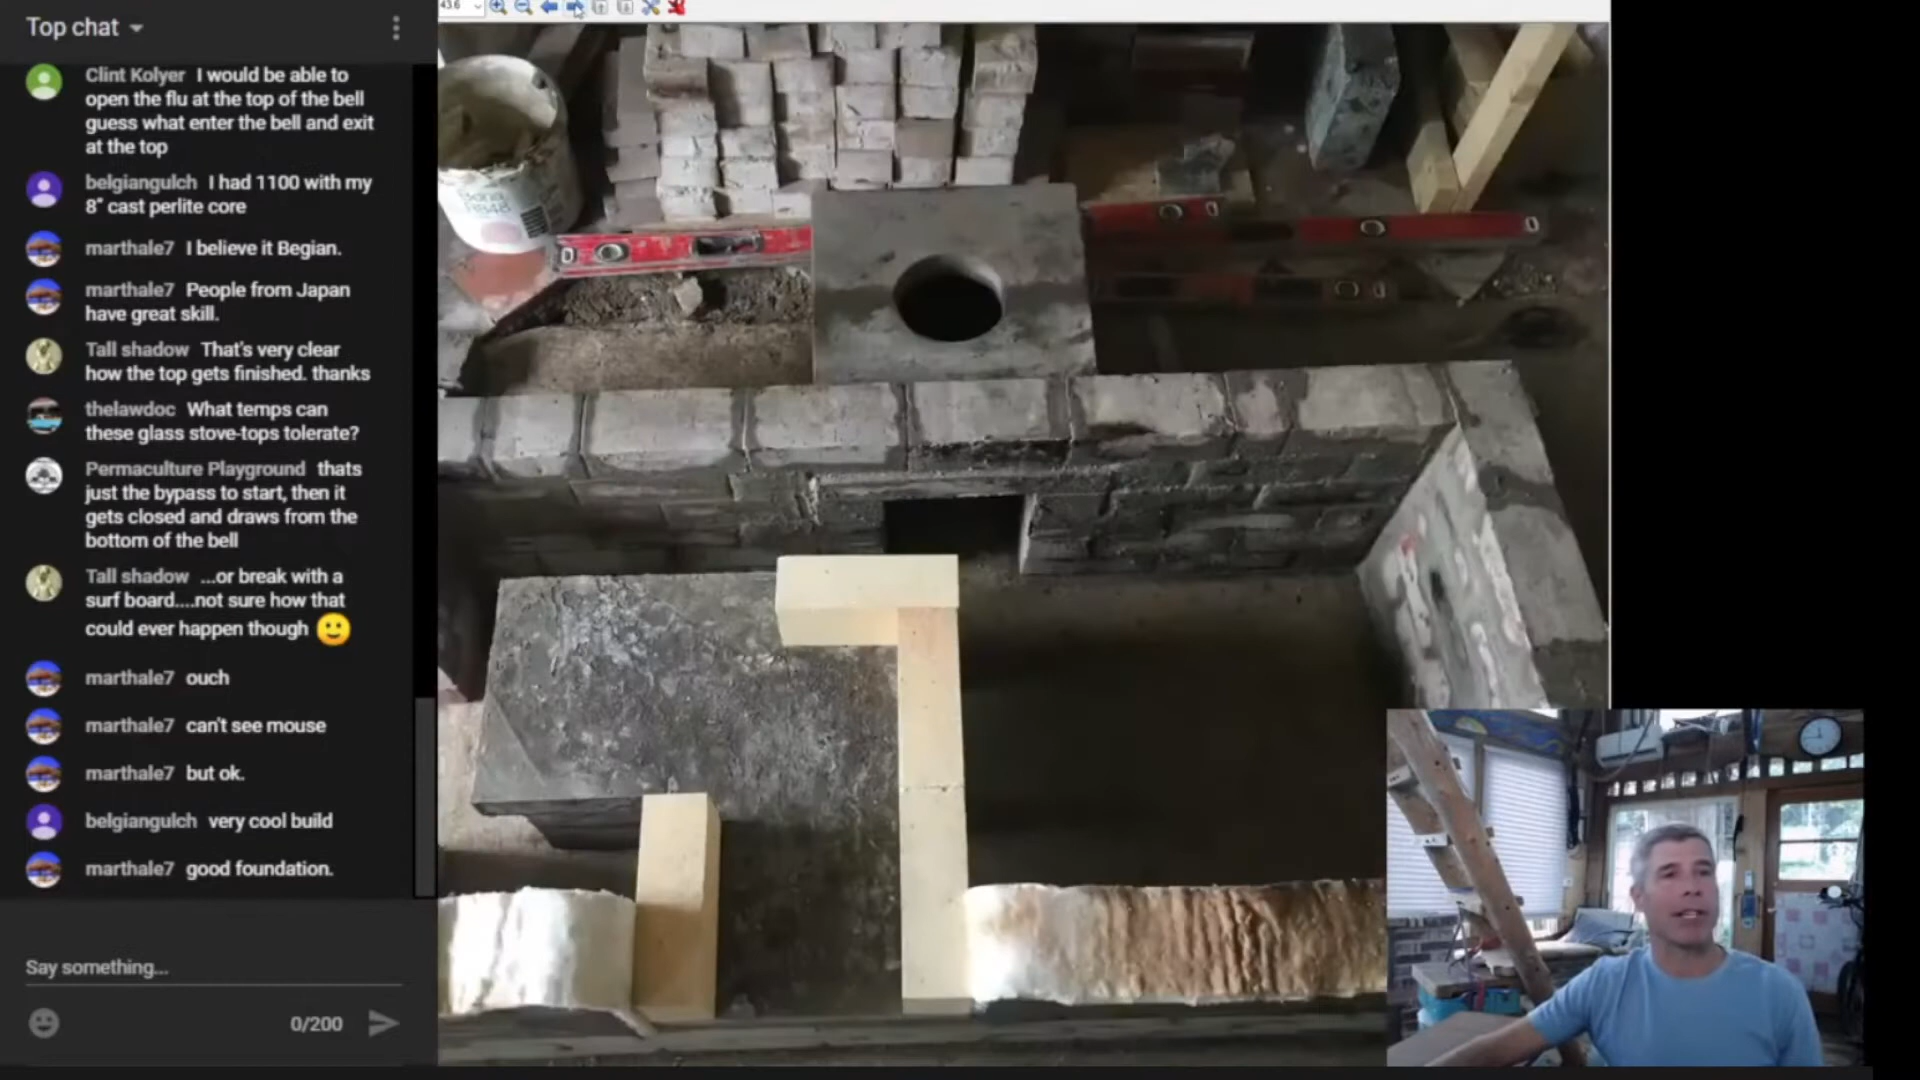 Top chat
43.6
Clint Kolyer I would be able to
open the flu at the top of the bell
guess what enter the bell and exit
at the top
belgiangulch I had 1100 with my
8" cast perlite core
marthale7 I believe it Begian.
marthale7 People from Japan
have great skill.
Tall shadow That's very clear
how the top gets finished. thanks
thelawdoc What temps can
these glass stove-tops tolerate?
Permaculture Playground thats
just the bypass to start, then it
gets closed and draws from the
bottom of the bell
Tall shadow ...or break with a
surf board....not sure how that
could ever happen though 🙂
marthale7 ouch
marthale7 can't see mouse
marthale7 but ok.
belgiangulch very cool build
marthale7 good foundation.
Say something...
0/200